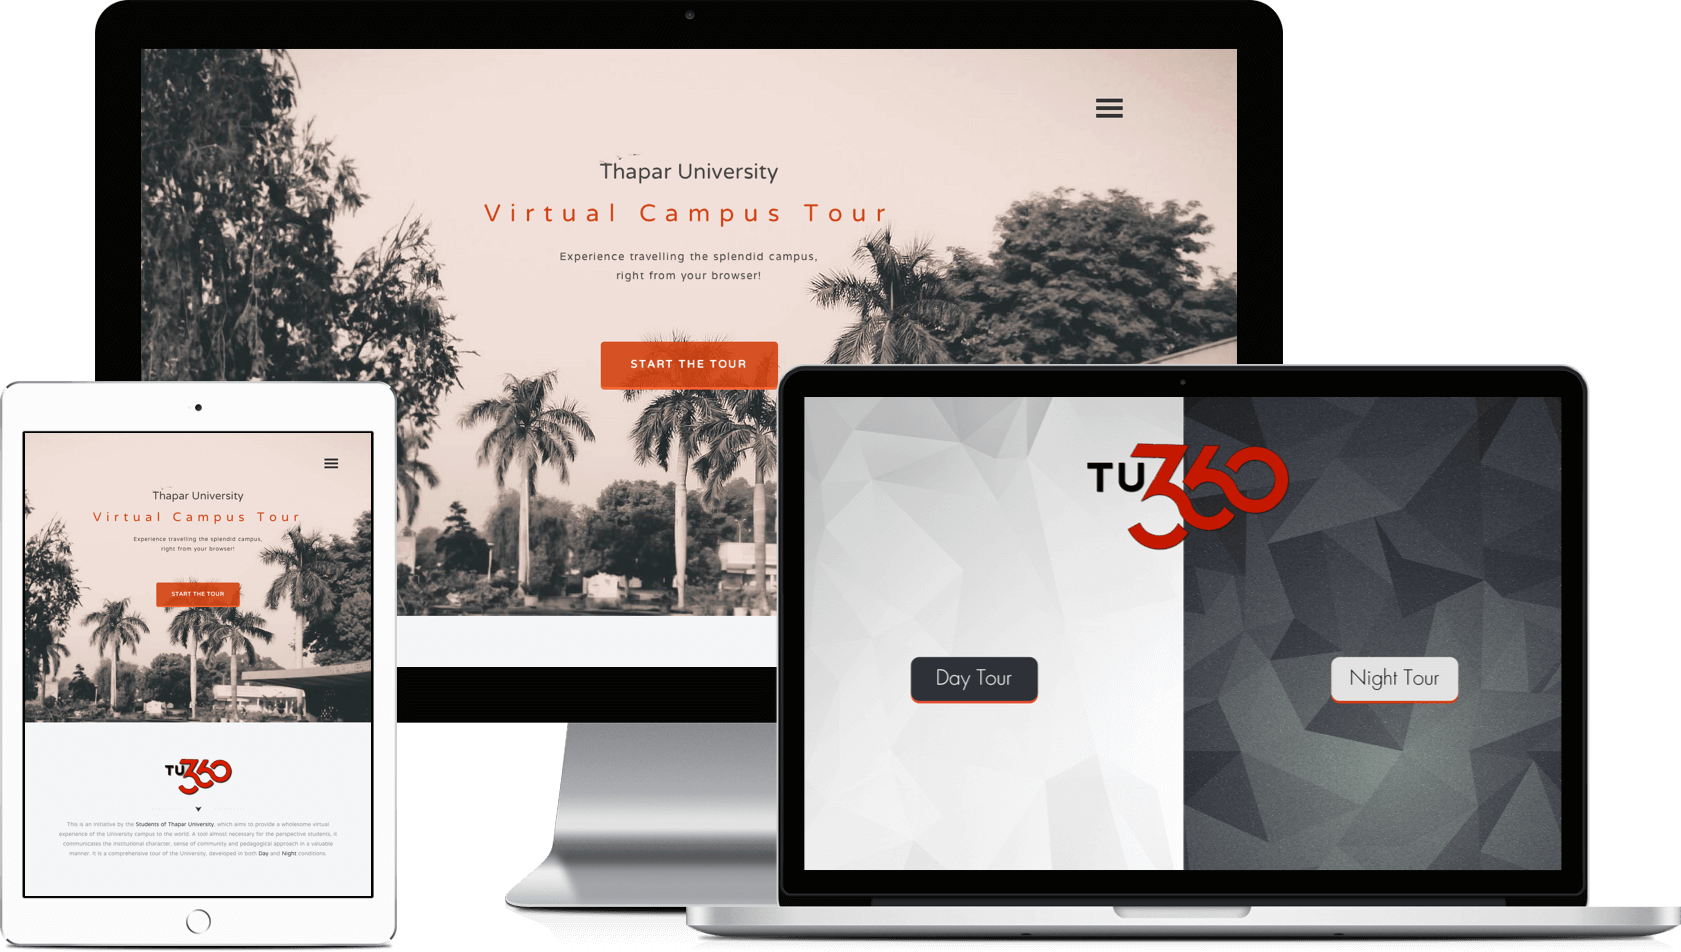 Thapar University
Virtual Campus Tour
Experience travelling the splendid campus,
right from your browser!
START THE TOUR
Thapar University
Virtual Campus Tour
Experience travelling the splendid campus,
right from your browser!
START THE TOUR
TU360
This is an initiative by the Students of Thapar University, which aims to provide a wholesome virtual
experience of the University campus to the world. A tool almost necessary for the perspective students, it
communicates the institutional character, sense of community and pedagogical approach in a valuable
manner. It is a comprehensive tour of the University, developed in both Day and Night conditions.
TU360
Day Tour
Night Tour